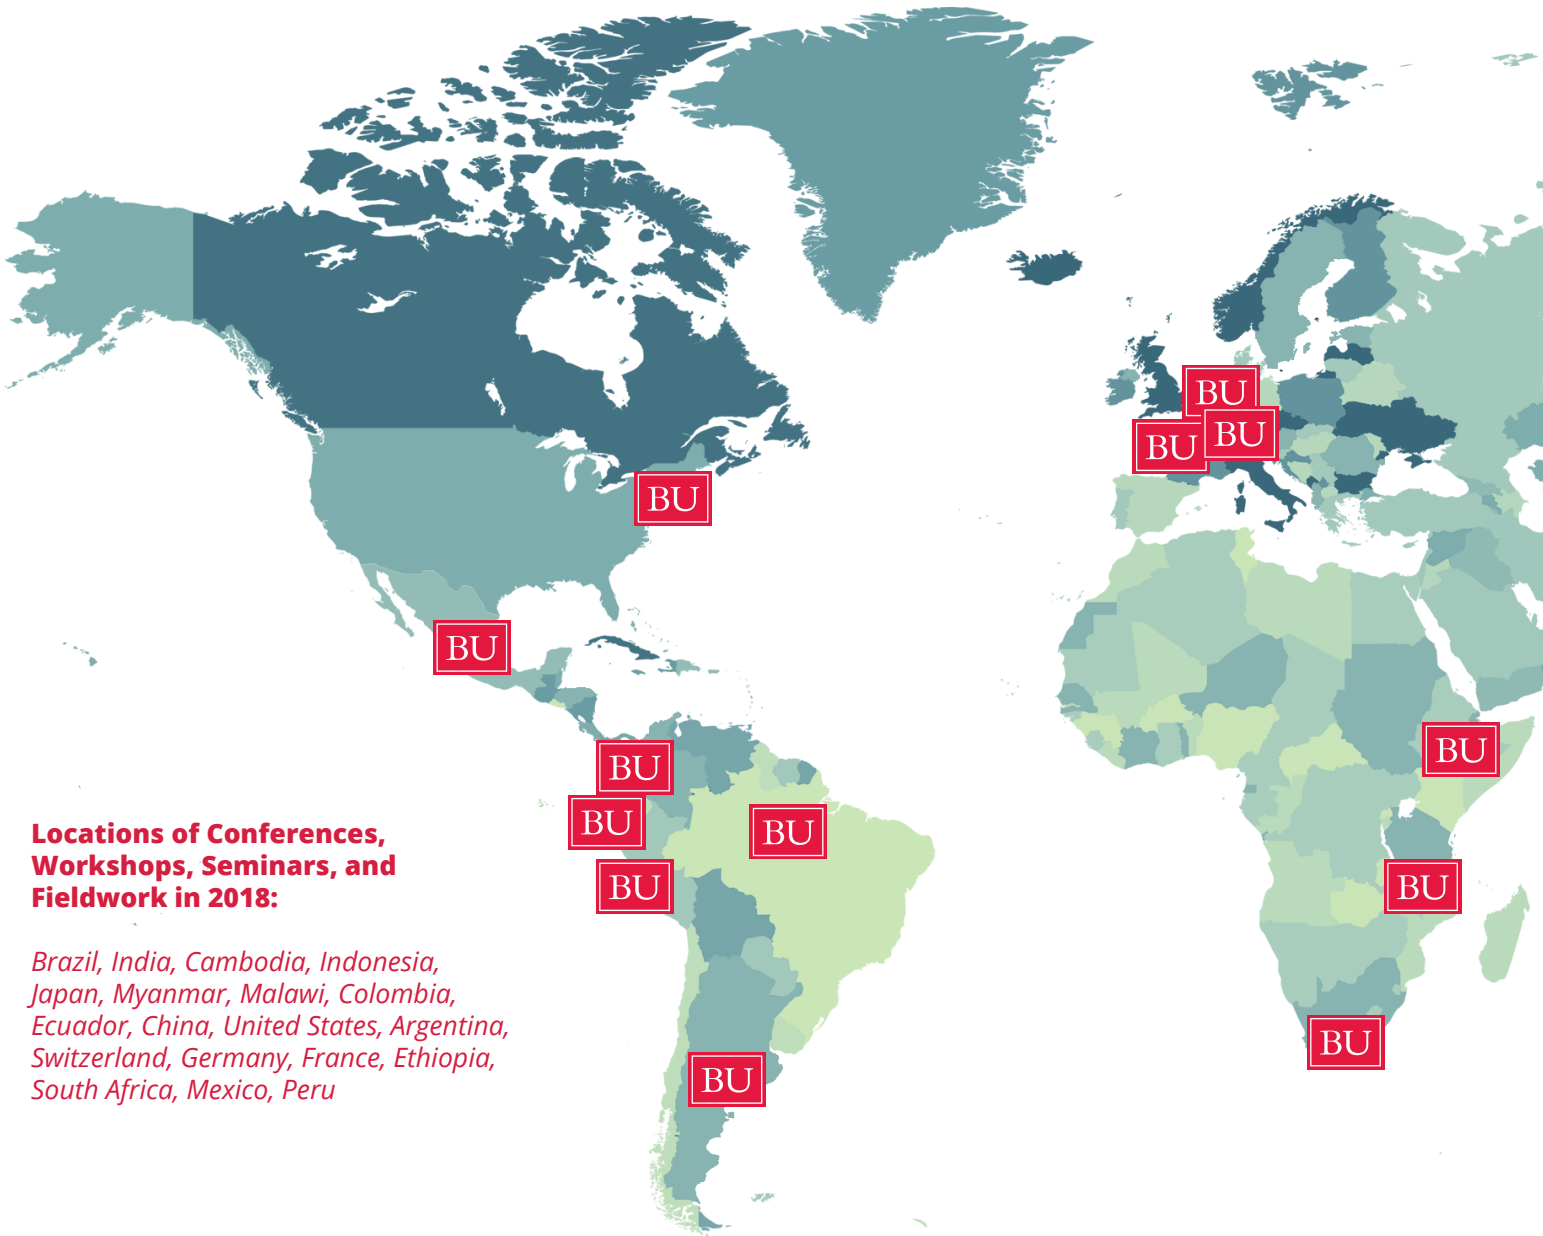 BU
BU
BU
BU
BU
BU
BU
BU
BU
BU
BU
BU
BU
Locations of Conferences,
Workshops, Seminars, and
Fieldwork in 2018:
Brazil, India, Cambodia, Indonesia,
Japan, Myanmar, Malawi, Colombia,
Ecuador, China, United States, Argentina,
Switzerland, Germany, France, Ethiopia,
South Africa, Mexico, Peru